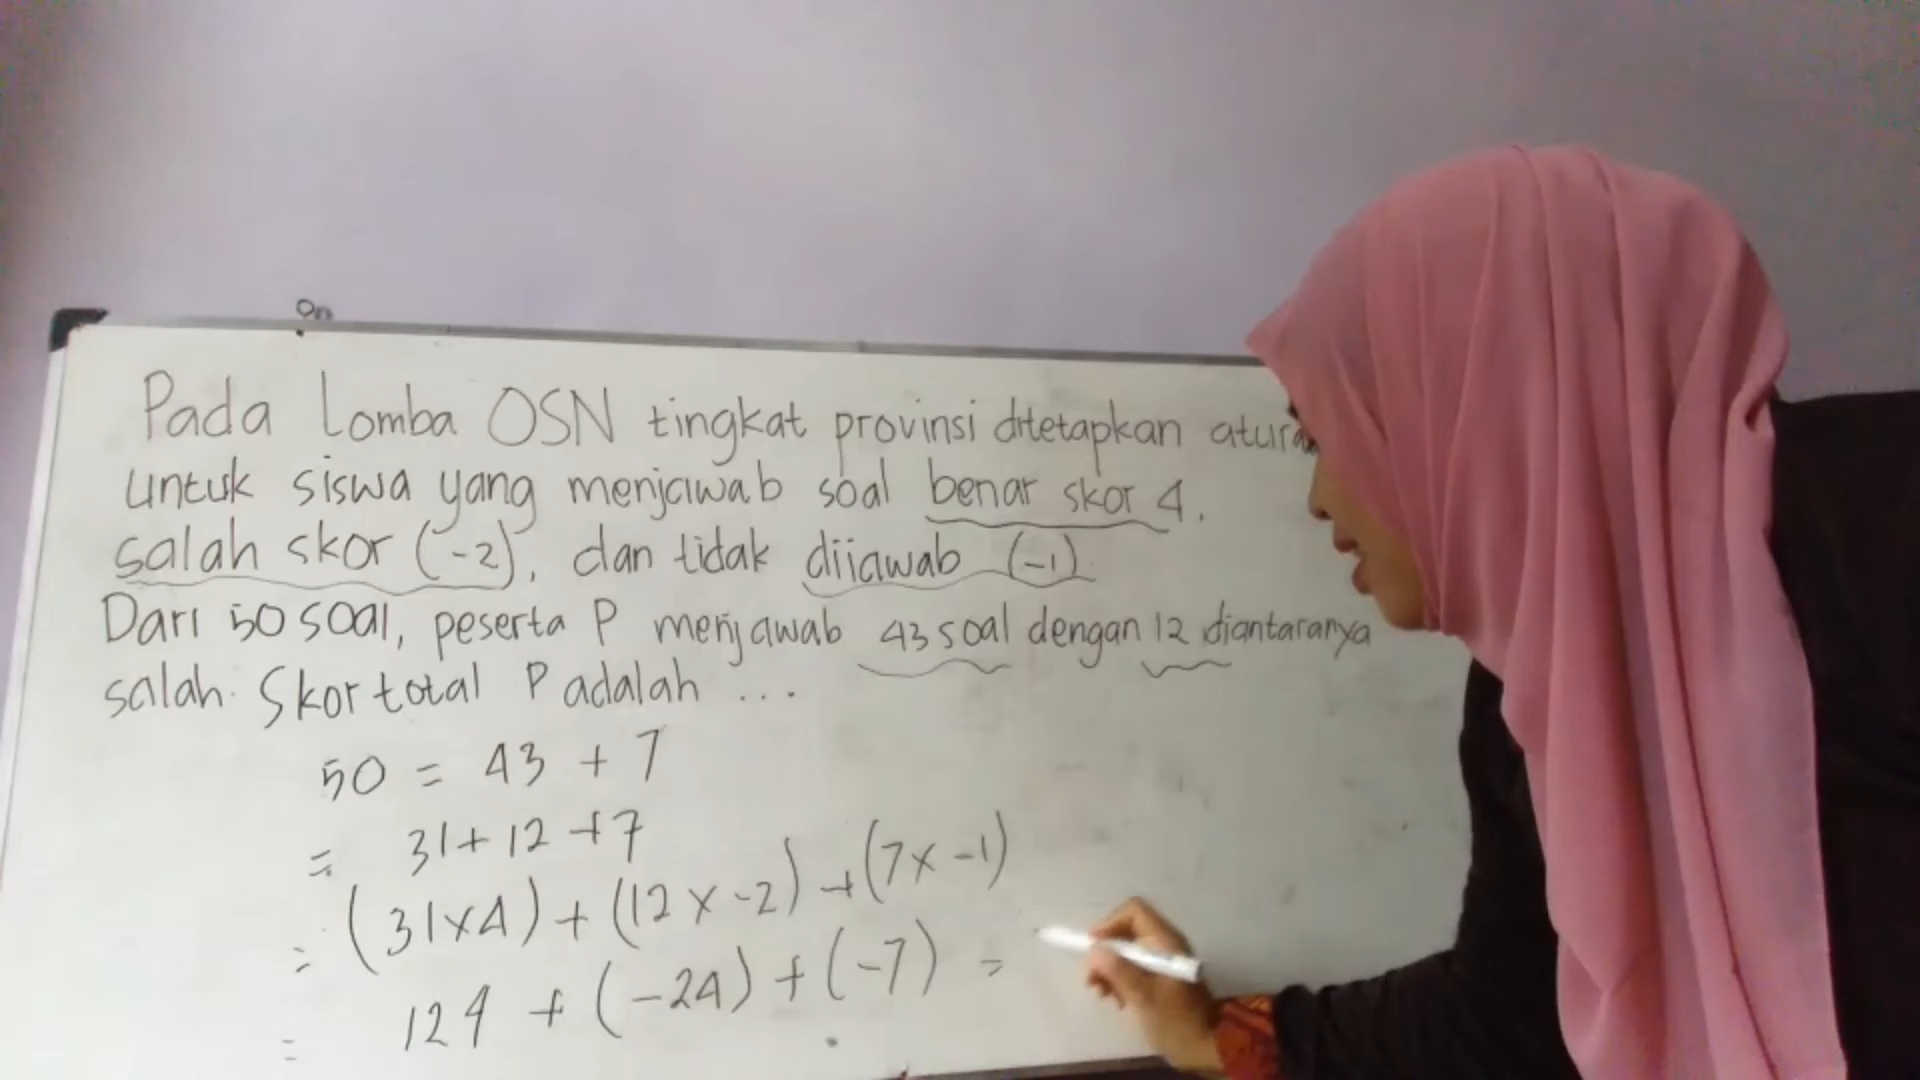 Pada Lomba OSN tingkat provinsi ditetapkan
untuk siswa yang menjawab soal benar skor 4.
salah skor (-2), dan tidak dijawab (-1)
Dari 50 soal, peserta P menjawab 43 soal dengan 12 diantaranya
salah. Skor total P adalah ...
50 = 43 + 7
= 31 + 12 + 7
= (31 x 4) + (12 x -2) + (7 x -1)
= 124 + (-24) + (-7) =